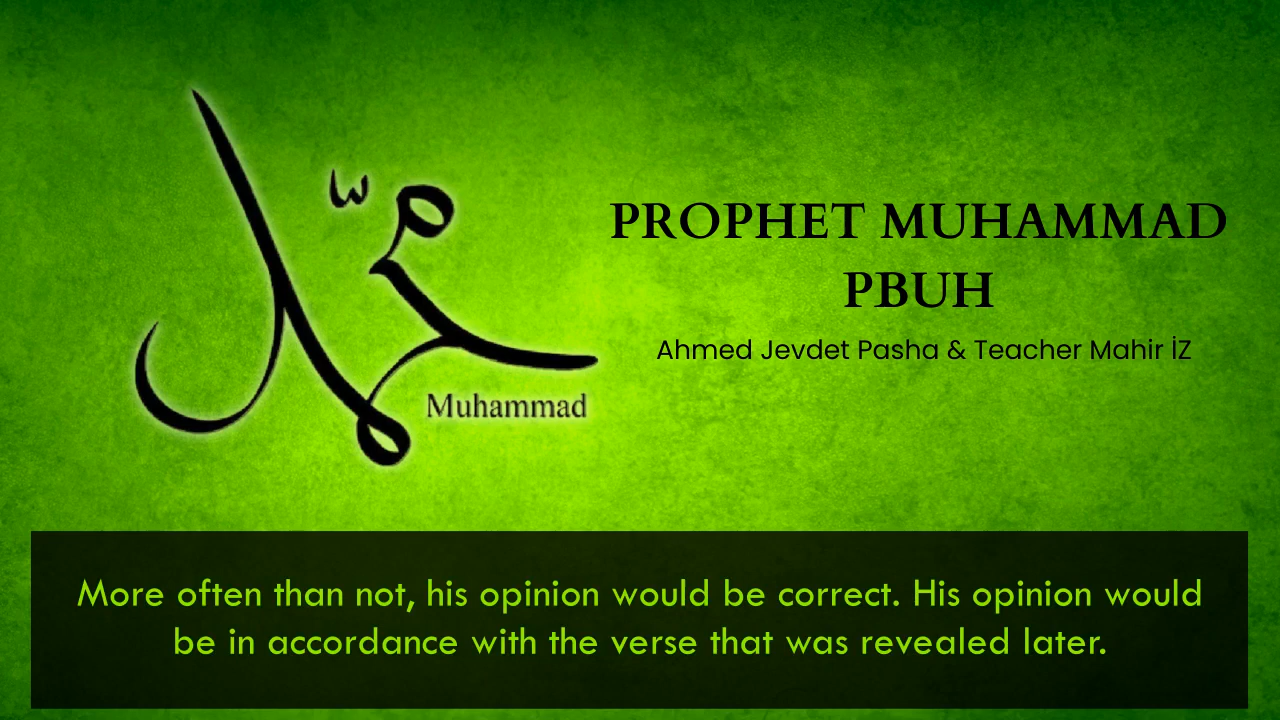 محمد
Muhammad
PROPHET MUHAMMAD
PBUH
Ahmed Jevdet Pasha & Teacher Mahir İZ
More often than not, his opinion would be correct. His opinion would
be in accordance with the verse that was revealed later.